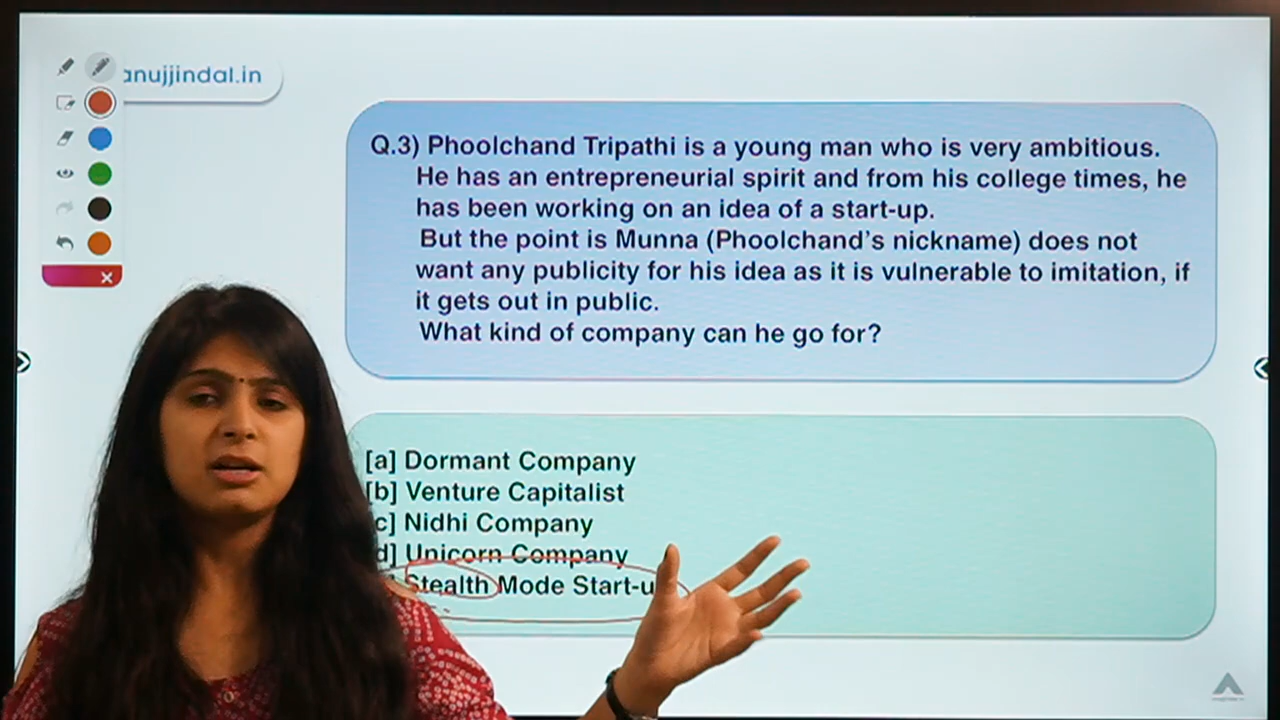 anujjindal.in
Q.3) Phoolchand Tripathi is a young man who is very ambitious.
He has an entrepreneurial spirit and from his college times, he
has been working on an idea of a start-up.
But the point is Munna (Phoolchand's nickname) does not
want any publicity for his idea as it is vulnerable to imitation, if
it gets out in public.
What kind of company can he go for?
[a] Dormant Company
[b] Venture Capitalist
c] Nidhi Company
d] Unicorn Company
Stealth Mode Start-u